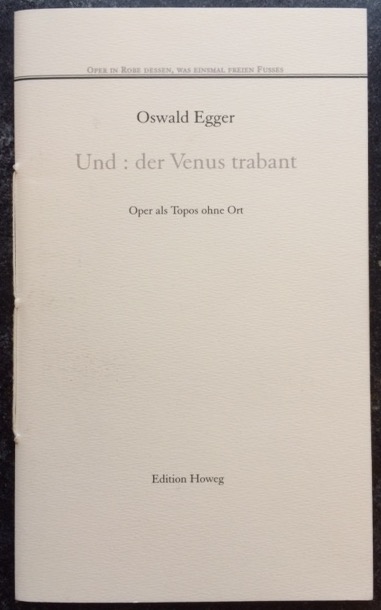 Oper in Robe dessen, was einsmal freien Fusses
Oswald Egger
Und : der Venus trabant
Oper als Topos ohne Ort
Edition Howeg